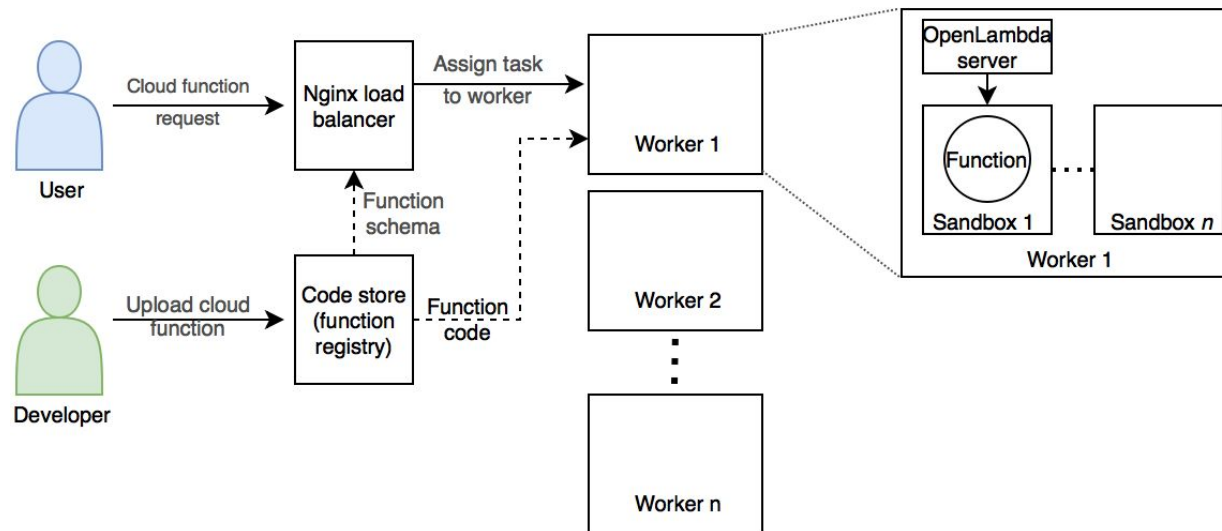 Cloud function
request
User
Nginx load
balancer
Assign task
to worker
Worker 1
OpenLambda
server
Function
Sandbox 1
Sandbox n
Worker 1
Function
schema
Developer
Upload cloud
function
Code store
(function
registry)
Function
code
Worker 2
Worker n